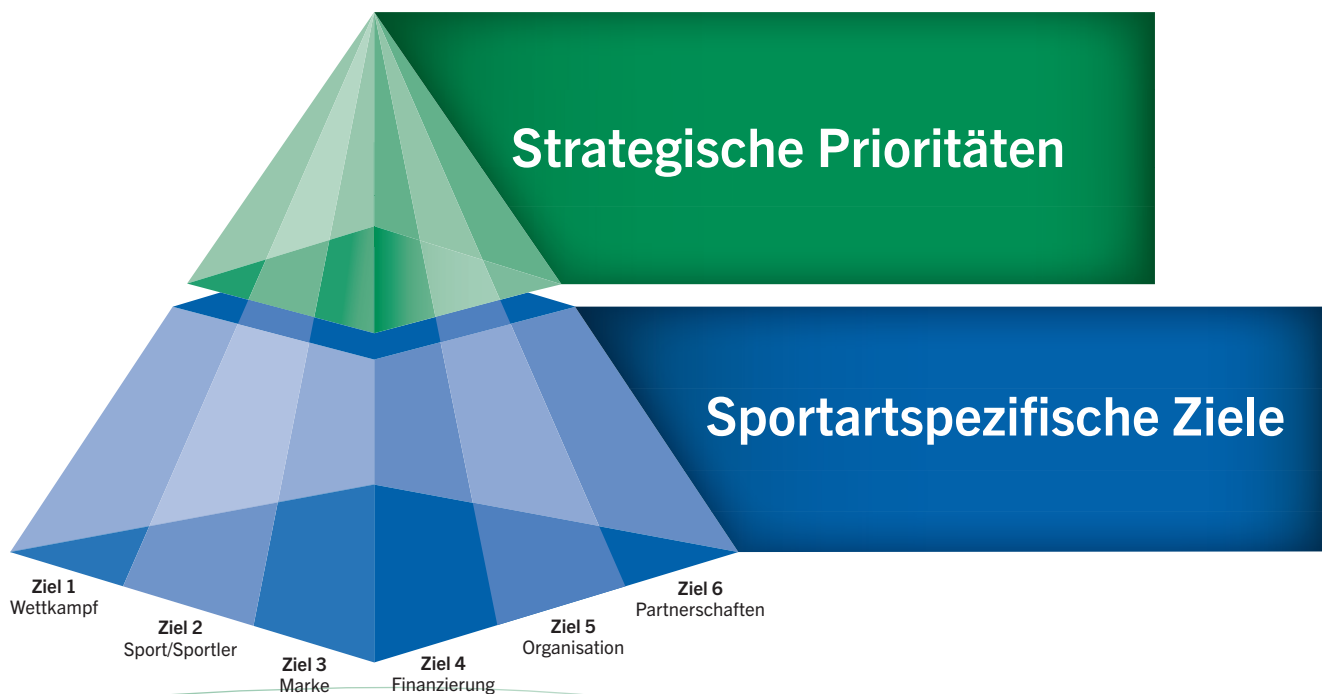 Strategische Prioritäten
Sportartspezifische Ziele
Ziel 1
Wettkampf
Ziel 2
Sport/Sportler
Ziel 3
Marke
Ziel 4
Finanzierung
Ziel 5
Organisation
Ziel 6
Partnerschaften